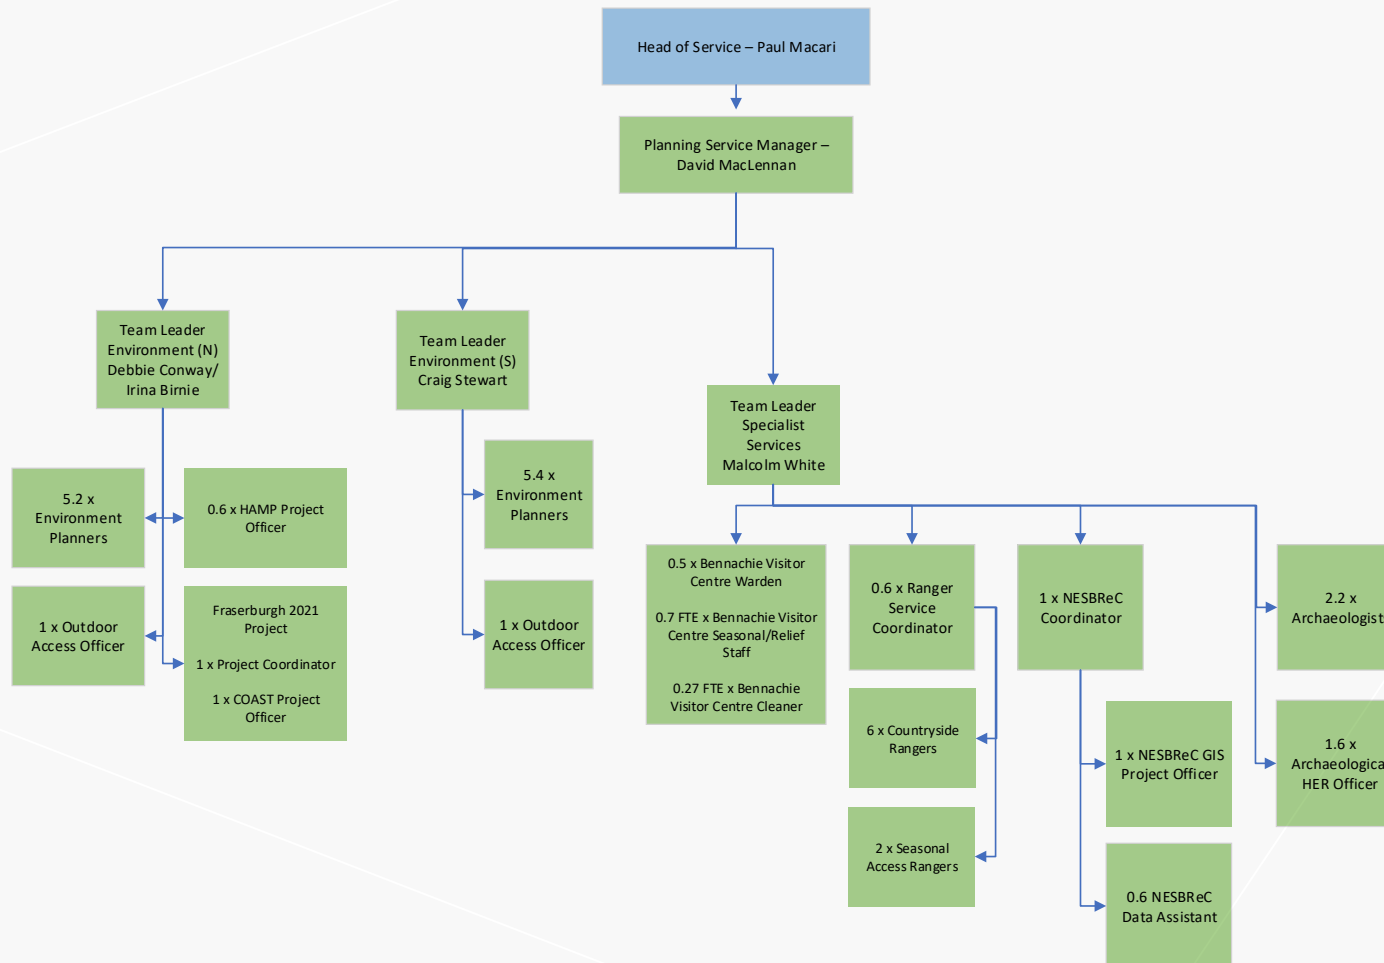 Head of Service – Paul Macari
Planning Service Manager –
David MacLennan
Team Leader
Environment (N)
Debbie Conway/
Irina Birnie
Team Leader
Environment (S)
Craig Stewart
Team Leader
Specialist
Services
Malcolm White
5.2 x
Environment
Planners
0.6 x HAMP Project
Officer
1 x Outdoor
Access Officer
Fraserburgh 2021
Project
1 x Project Coordinator
1 x COAST Project
Officer
5.4 x
Environment
Planners
1 x Outdoor
Access Officer
0.5 x Bennachie Visitor
Centre Warden
0.7 FTE x Bennachie Visitor
Centre Seasonal/Relief
Staff
0.27 FTE x Bennachie
Visitor Centre Cleaner
0.6 x Ranger
Service
Coordinator
6 x Countryside
Rangers
2 x Seasonal
Access Rangers
1 x NESBReC
Coordinator
1 x NESBReC GIS
Project Officer
0.6 NESBReC
Data Assistant
2.2 x
Archaeologist
1.6 x
Archaeologica
HER Officer